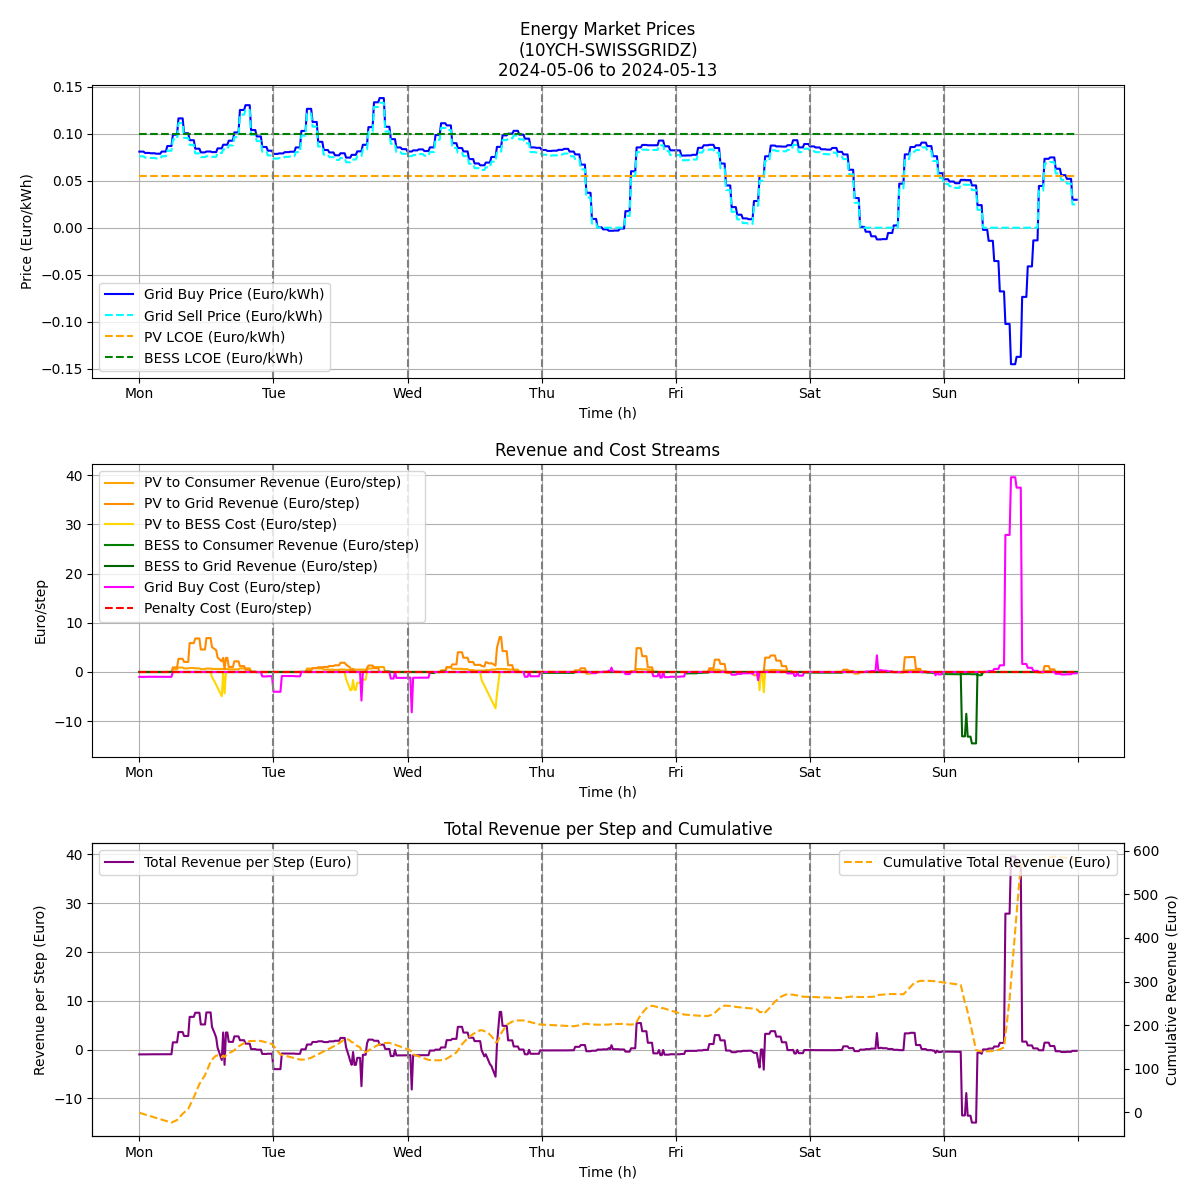 Energy Market Prices
(10YCH-SWISSGRIDZ)
2024-05-06 to 2024-05-13
Price (Euro/kWh)
0.15
0.10
0.05
0.00
−0.05
−0.10
−0.15
Grid Buy Price (Euro/kWh)
Grid Sell Price (Euro/kWh)
PV LCOE (Euro/kWh)
BESS LCOE (Euro/kWh)
Mon Tue Wed Thu Fri Sat Sun
Time (h)
Revenue and Cost Streams
Euro/step
40
30
20
10
0
−10
PV to Consumer Revenue (Euro/step)
PV to Grid Revenue (Euro/step)
PV to BESS Cost (Euro/step)
BESS to Consumer Revenue (Euro/step)
BESS to Grid Revenue (Euro/step)
Grid Buy Cost (Euro/step)
Penalty Cost (Euro/step)
Mon Tue Wed Thu Fri Sat Sun
Time (h)
Total Revenue per Step and Cumulative
Revenue per Step (Euro)
40
30
20
10
0
−10
Total Revenue per Step (Euro)
Cumulative Total Revenue (Euro)
600
500
400
300
200
100
0
Cumulative Revenue (Euro)
Mon Tue Wed Thu Fri Sat Sun
Time (h)